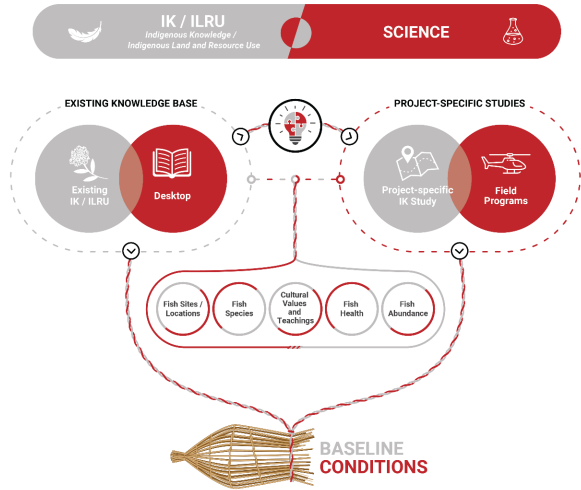 IK / ILRU
Indigenous Knowledge /
Indigenous Land and Resource Use
SCIENCE
EXISTING KNOWLEDGE BASE
PROJECT-SPECIFIC STUDIES
Existing
IK / ILRU
Desktop
Project-specific
IK Study
Field
Programs
Fish Sites /
Locations
Fish
Species
Cultural
Values
and
Teachings
Fish
Health
Fish
Abundance
BASELINE
CONDITIONS